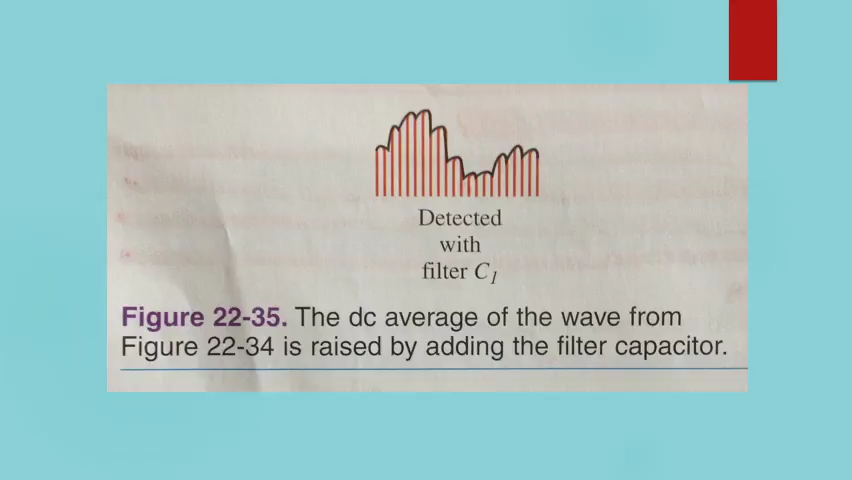 Detected
with
filter C1
Figure 22-35. The dc average of the wave from
Figure 22-34 is raised by adding the filter capacitor.